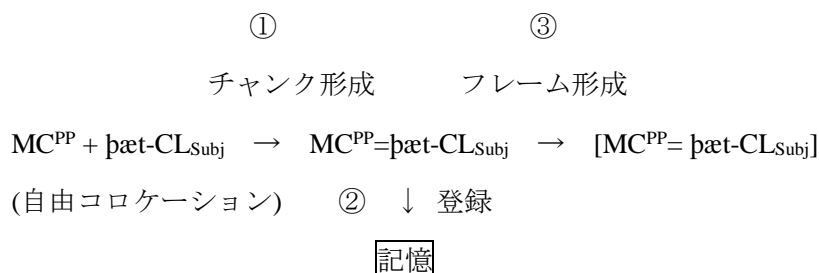 ① ③
チャンク形成 フレーム形成
MC^PP + þæt-CL_Subj → MC^PP=þæt-CL_Subj → [MC^PP= þæt-CL_Subj]
(自由コロケーション) ② ↓ 登録
記憶